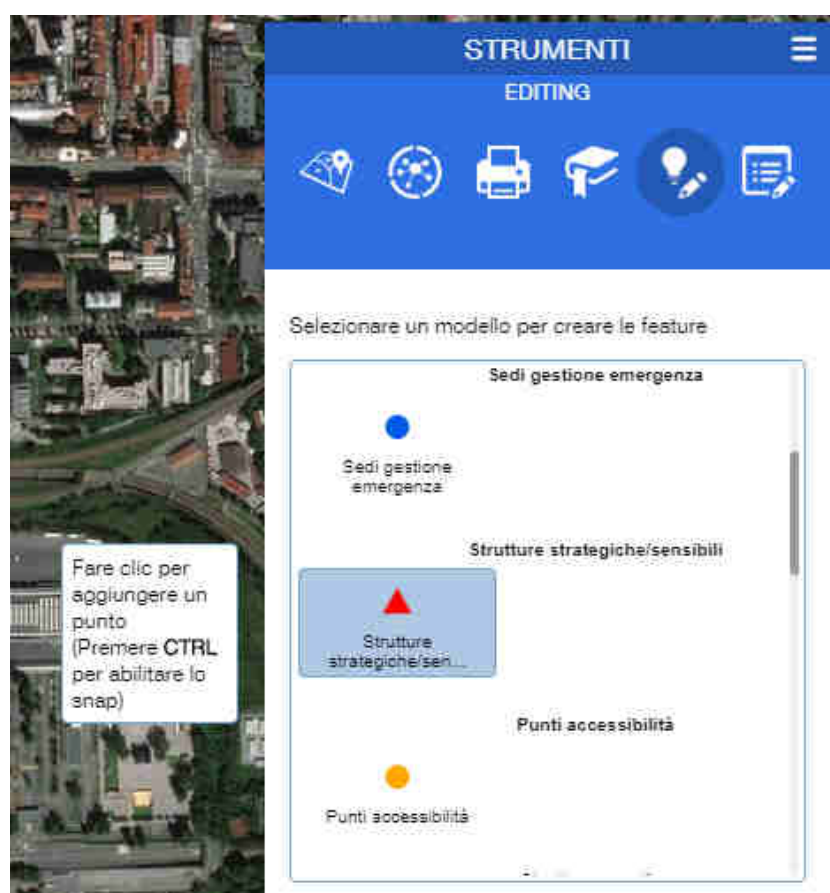 STRUMENTI
EDITING
Selezionare un modello per creare le feature
Sedi gestione emergenza
Sedi gestione
emergenza
Strutture strategiche/sensibili
Strutture
strategiche/sen...
Punti accessibilità
Punti accessibilità
Fare clic per
aggiungere un
punto
(Premere CTRL
per abilitare lo
snap)